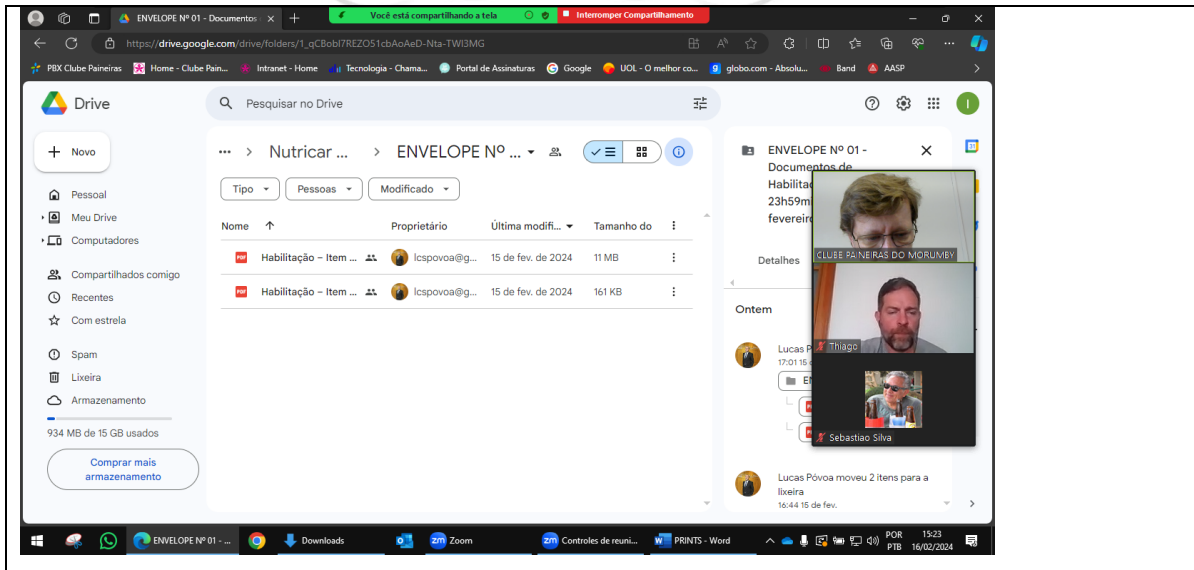 ENVELOPE Nº 01 - Documentos
Você está compartilhando a tela
Interromper Compartilhamento
https://drive.google.com/drive/folders/1_qCBobl7REZO51cbAoAeD-Nta-TWI3MG
PBX Clube Paineiras
Home - Clube Pain...
Intranet - Home
Tecnologia - Chama...
Portal de Assinaturas
Google
UOL - O melhor co...
globo.com - Absolu...
Band
AASP
Drive
Pesquisar no Drive
Novo
Nutricar ... > ENVELOPE Nº ...
ENVELOPE Nº 01 -
Documentos de
23h59m
Tipo
Pessoas
Modificado
Pessoal
Meu Drive
Computadores
Compartilhados comigo
Recentes
Com estrela
Spam
Lixeira
Armazenamento
934 MB de 15 GB usados
Comprar mais
armazenamento
Nome
Proprietário
Última modifi...
Tamanho do
Habilitação – Item ...
lcspovoa@g...
15 de fev. de 2024
11 MB
Habilitação – Item ...
lcspovoa@g...
15 de fev. de 2024
161 KB
Detalhes
CLUBE PAINEIRAS DO MORUMBY
Ontem
Lucas P
Thiago
17:01 15
Sebastiao Silva
Lucas Póvoa moveu 2 itens para a
lixeira
16:44 15 de fev.
ENVELOPE Nº 01 - ...
Downloads
Zoom
Controles de reuni...
PRINTS - Word
POR
PTB
15:23
16/02/2024